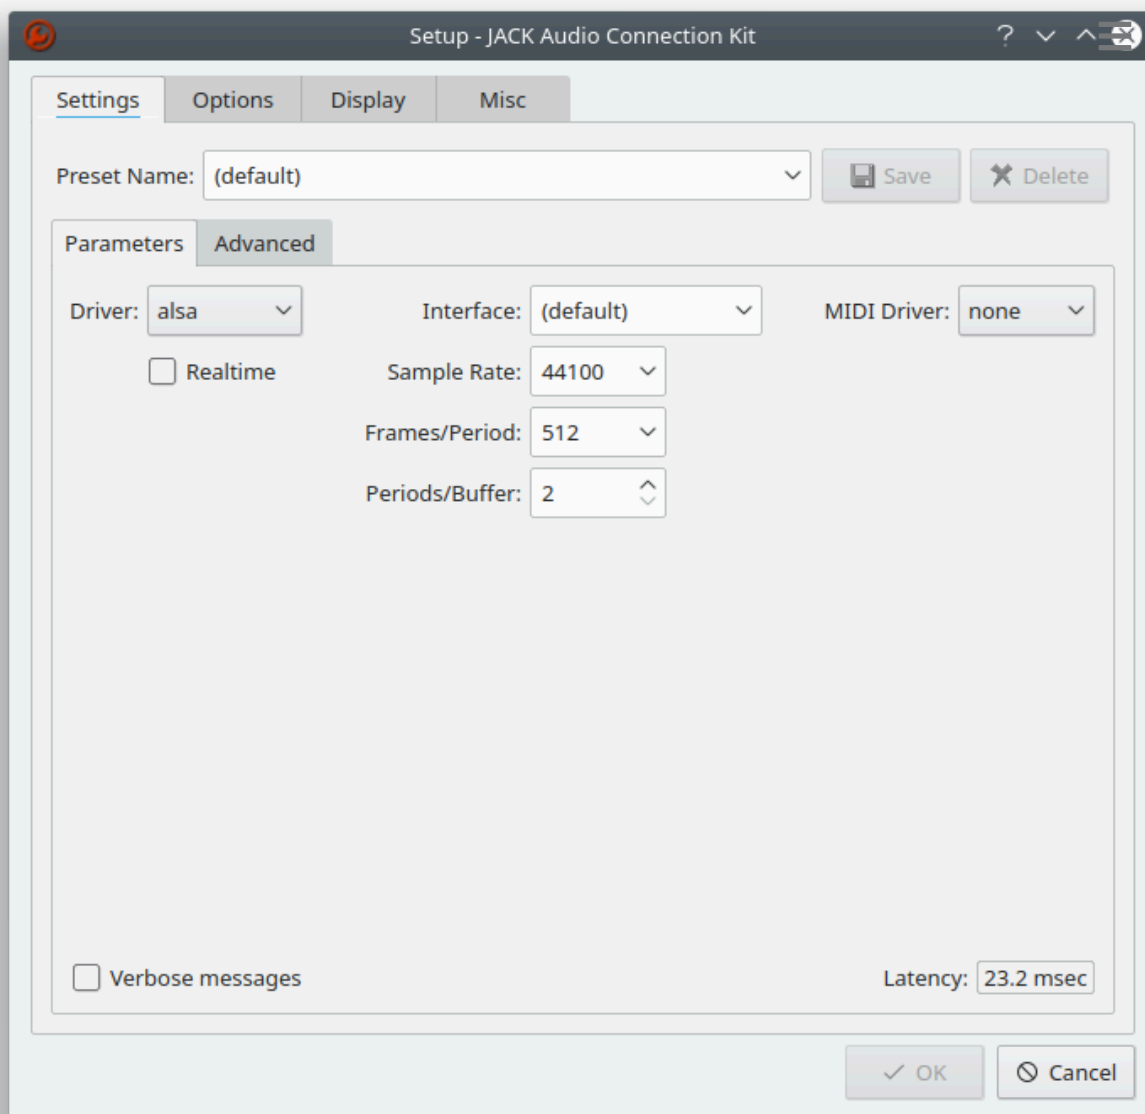 Setup - JACK Audio Connection Kit ?
Settings Options Display Misc
Preset Name: (default) Save Delete
Parameters Advanced
Driver: alsa Interface: (default) MIDI Driver: none
Realtime Sample Rate: 44100
Frames/Period: 512
Periods/Buffer: 2
Verbose messages Latency: 23.2 msec
OK Cancel